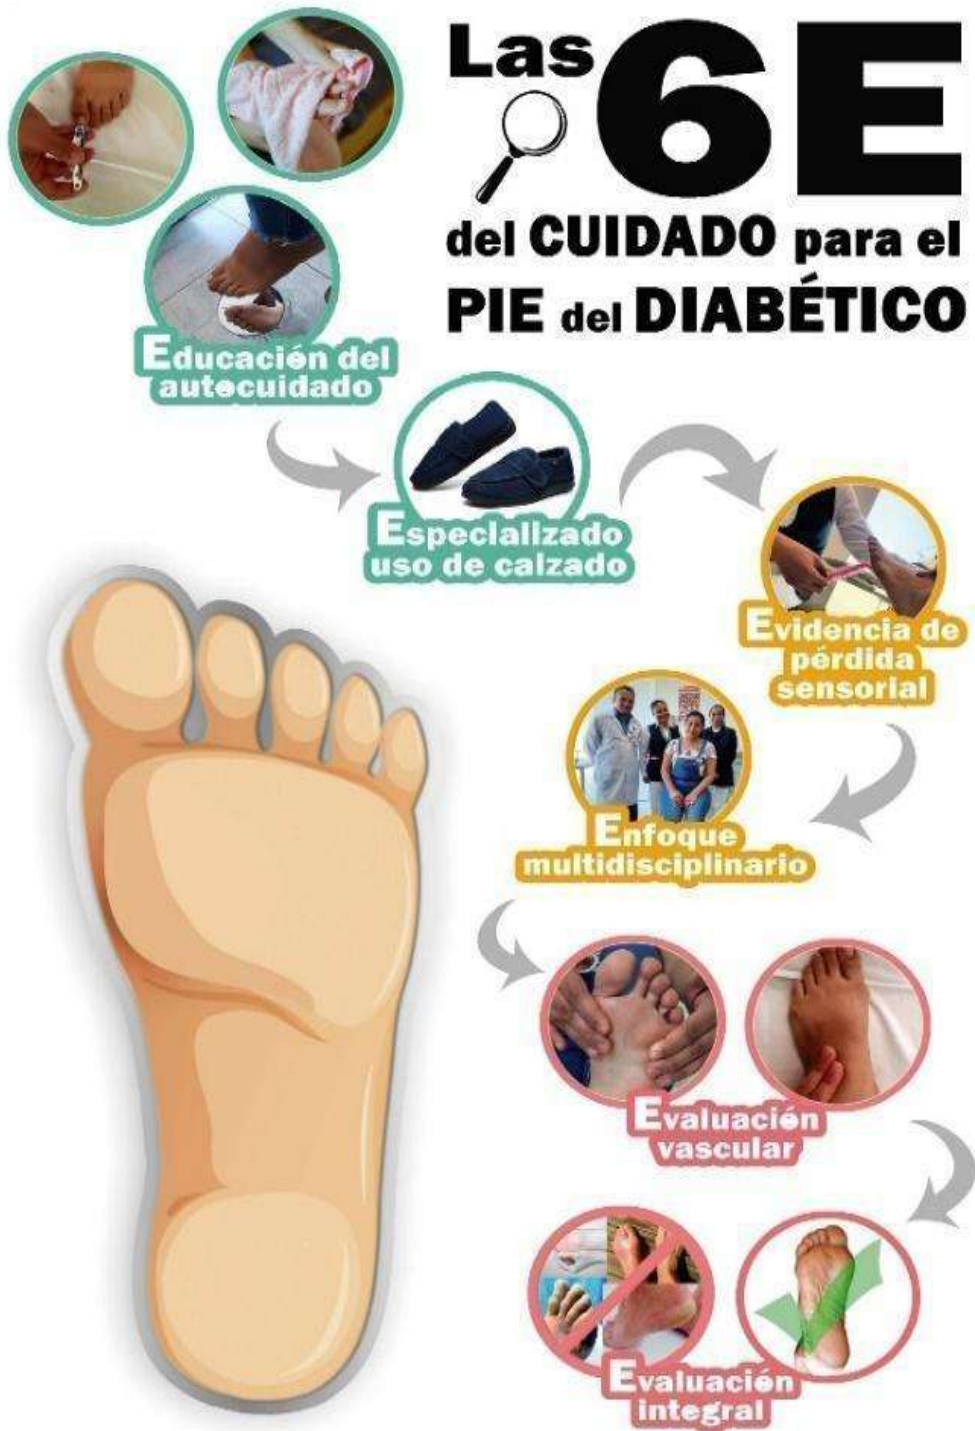 Las 6E
del CUIDADO para el
PIE del DIABÉTICO
Educación del
autocuidado
Especializado
uso de calzado
Evidencia de
pérdida
sensorial
Enfoque
multidisciplinario
Evaluación
vascular
Evaluación
integral